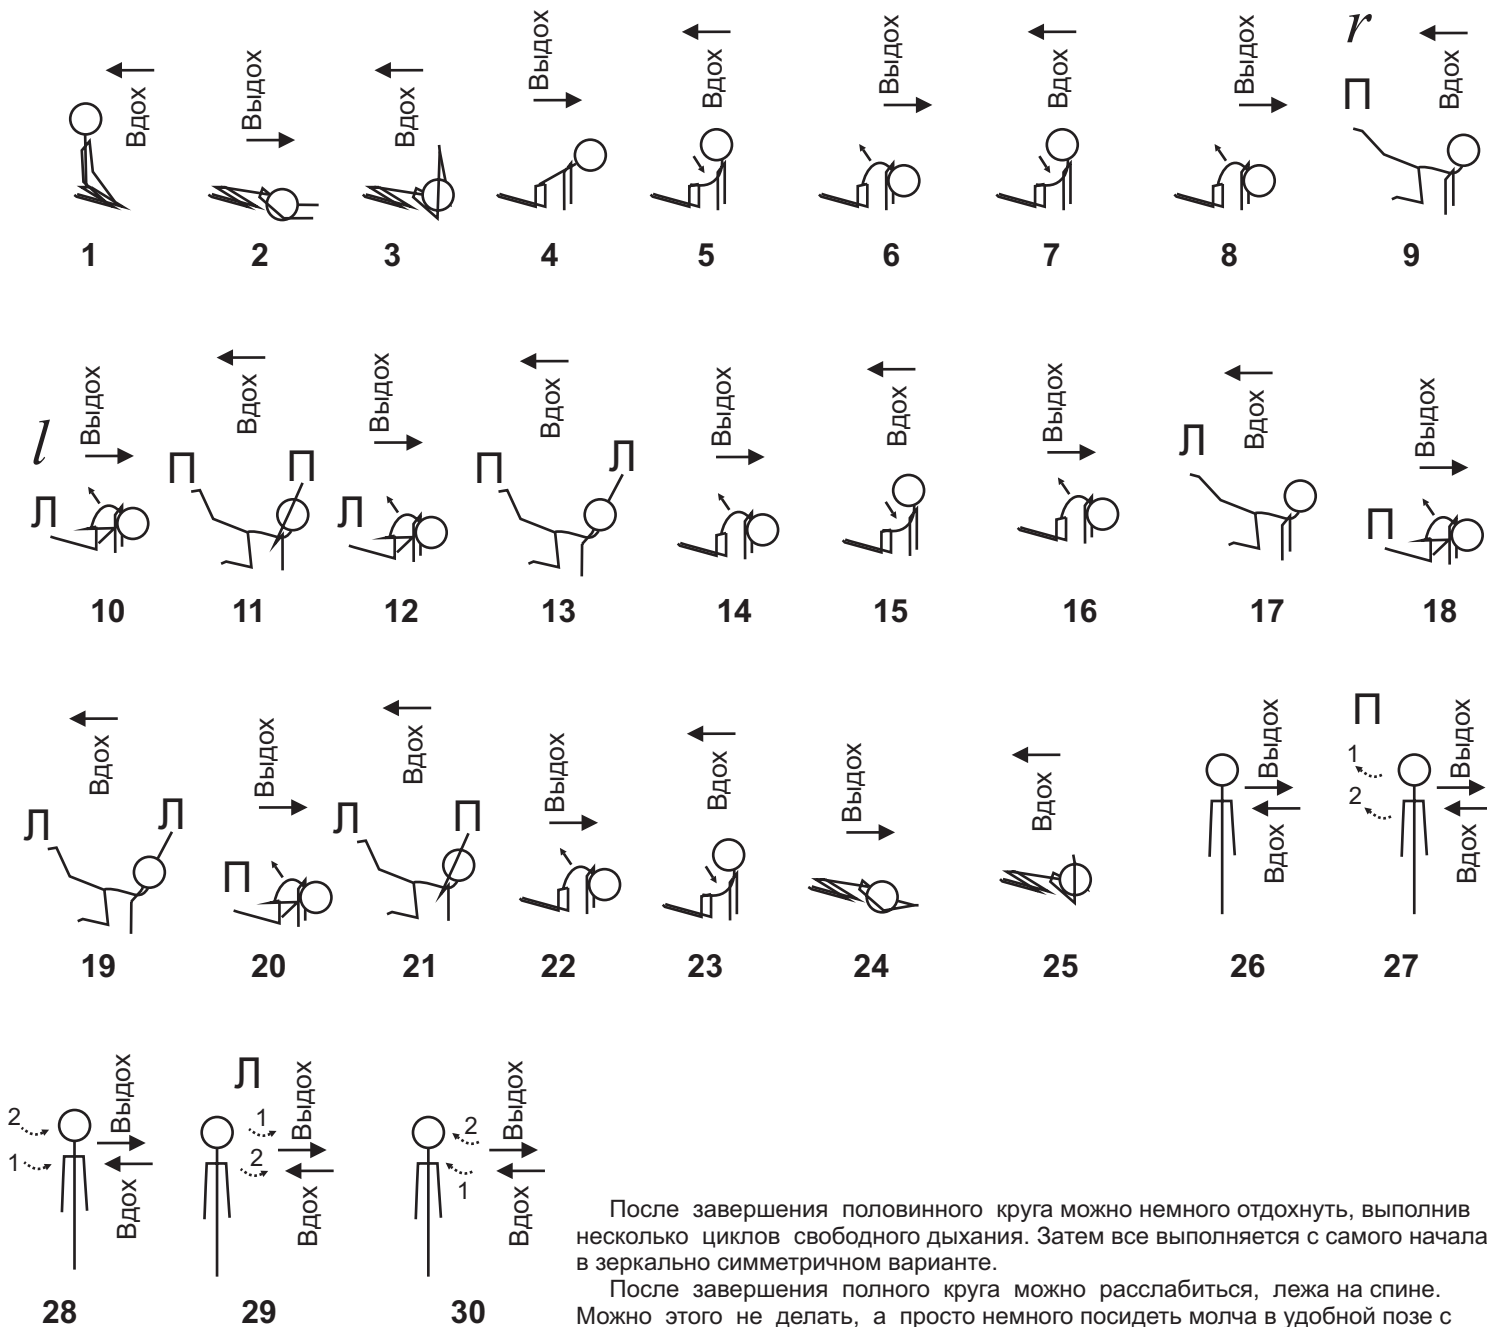 Вдох Выдох Вдох Выдох Вдох Выдох Вдох Выдох r П Вдох
1 2 3 4 5 6 7 8 9
l Л Выдох П Вдох П Л Выдох П Вдох Л Выдох Вдох Выдох Л Вдох П Выдох
10 11 12 13 14 15 16 17 18
Л Вдох Л П Выдох Л Вдох П Выдох Вдох Выдох Вдох Выдох Вдох П 1 2 Выдох Вдох
19 20 21 22 23 24 25 26 27
2 1 Выдох Вдох Л 1 2 Выдох Вдох 2 1 Выдох Вдох
28 29 30
После завершения половинного круга можно немного отдохнуть, выполнив
несколько циклов свободного дыхания. Затем все выполняется с самого начала
в зеркально симметричном варианте.
После завершения полного круга можно расслабиться, лежа на спине.
Можно этого не делать, а просто немного посидеть молча в удобной позе с